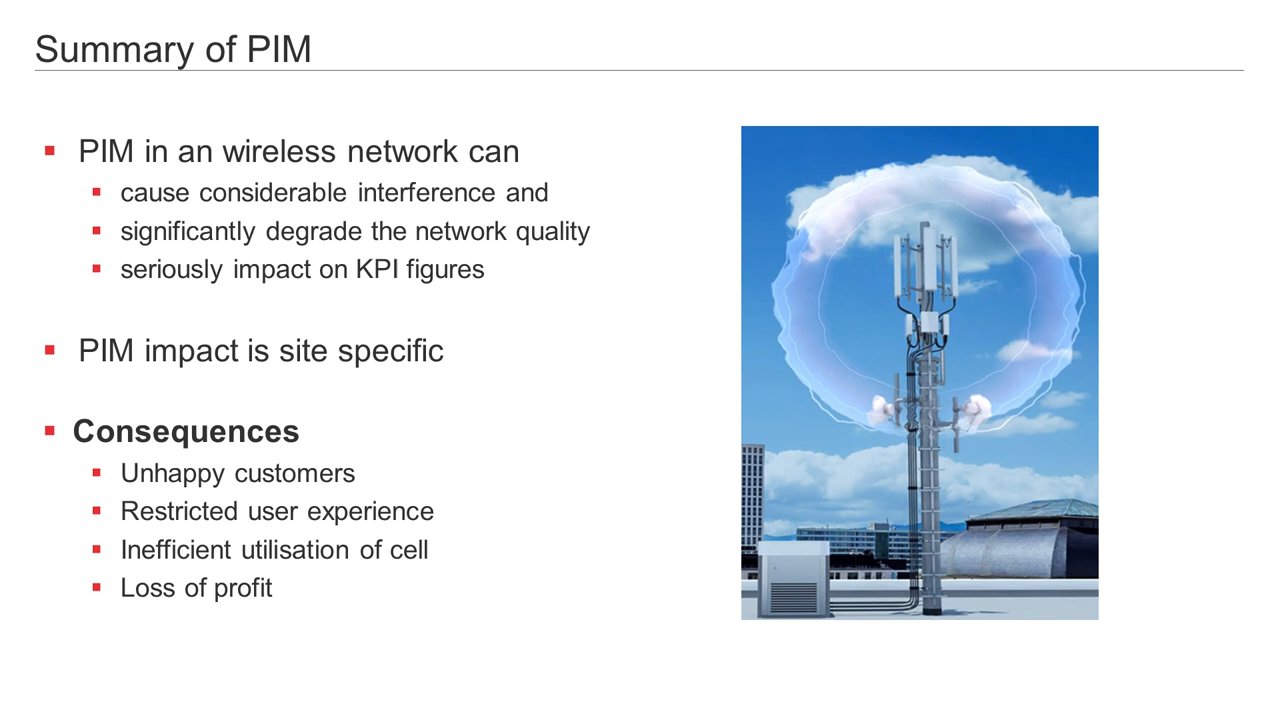 Summary of PIM
PIM in an wireless network can
cause considerable interference and
significantly degrade the network quality
seriously impact on KPI figures
PIM impact is site specific
Consequences
Unhappy customers
Restricted user experience
Inefficient utilisation of cell
Loss of profit